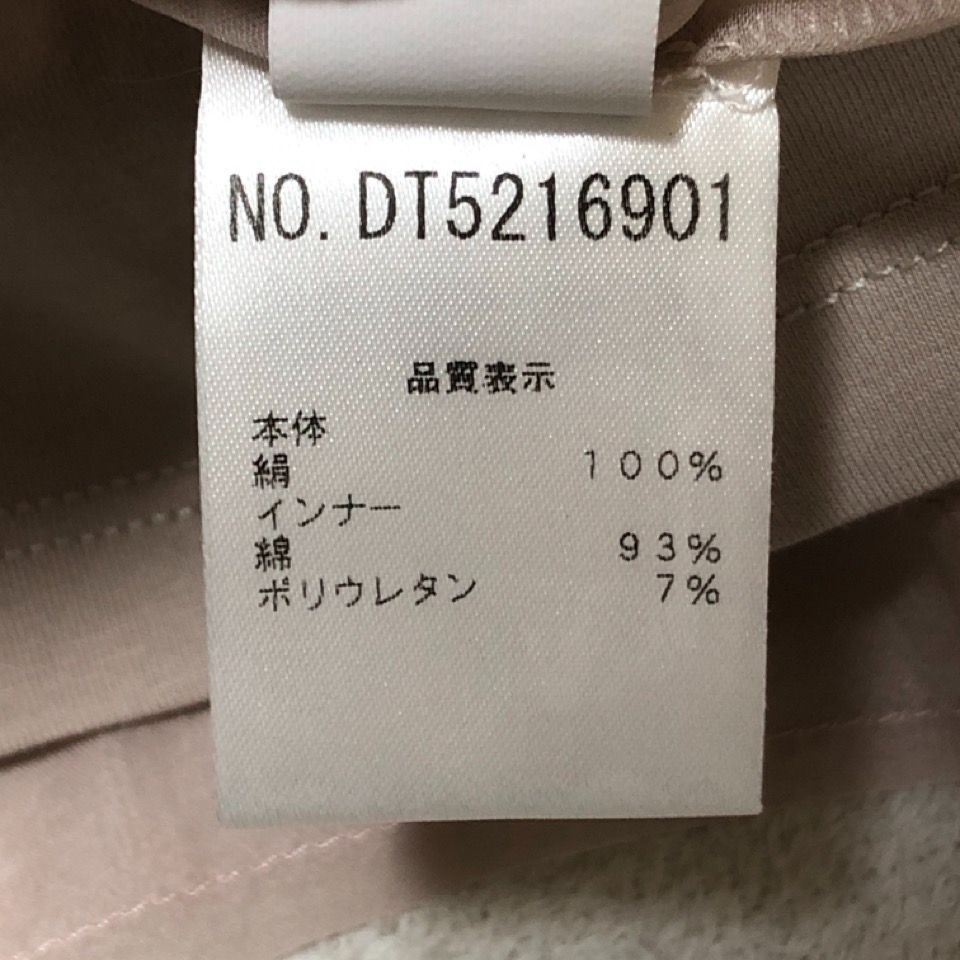 NO.DT5216901
品質表示
本体
絹 100%
インナー
綿 93%
ポリウレタン 7%